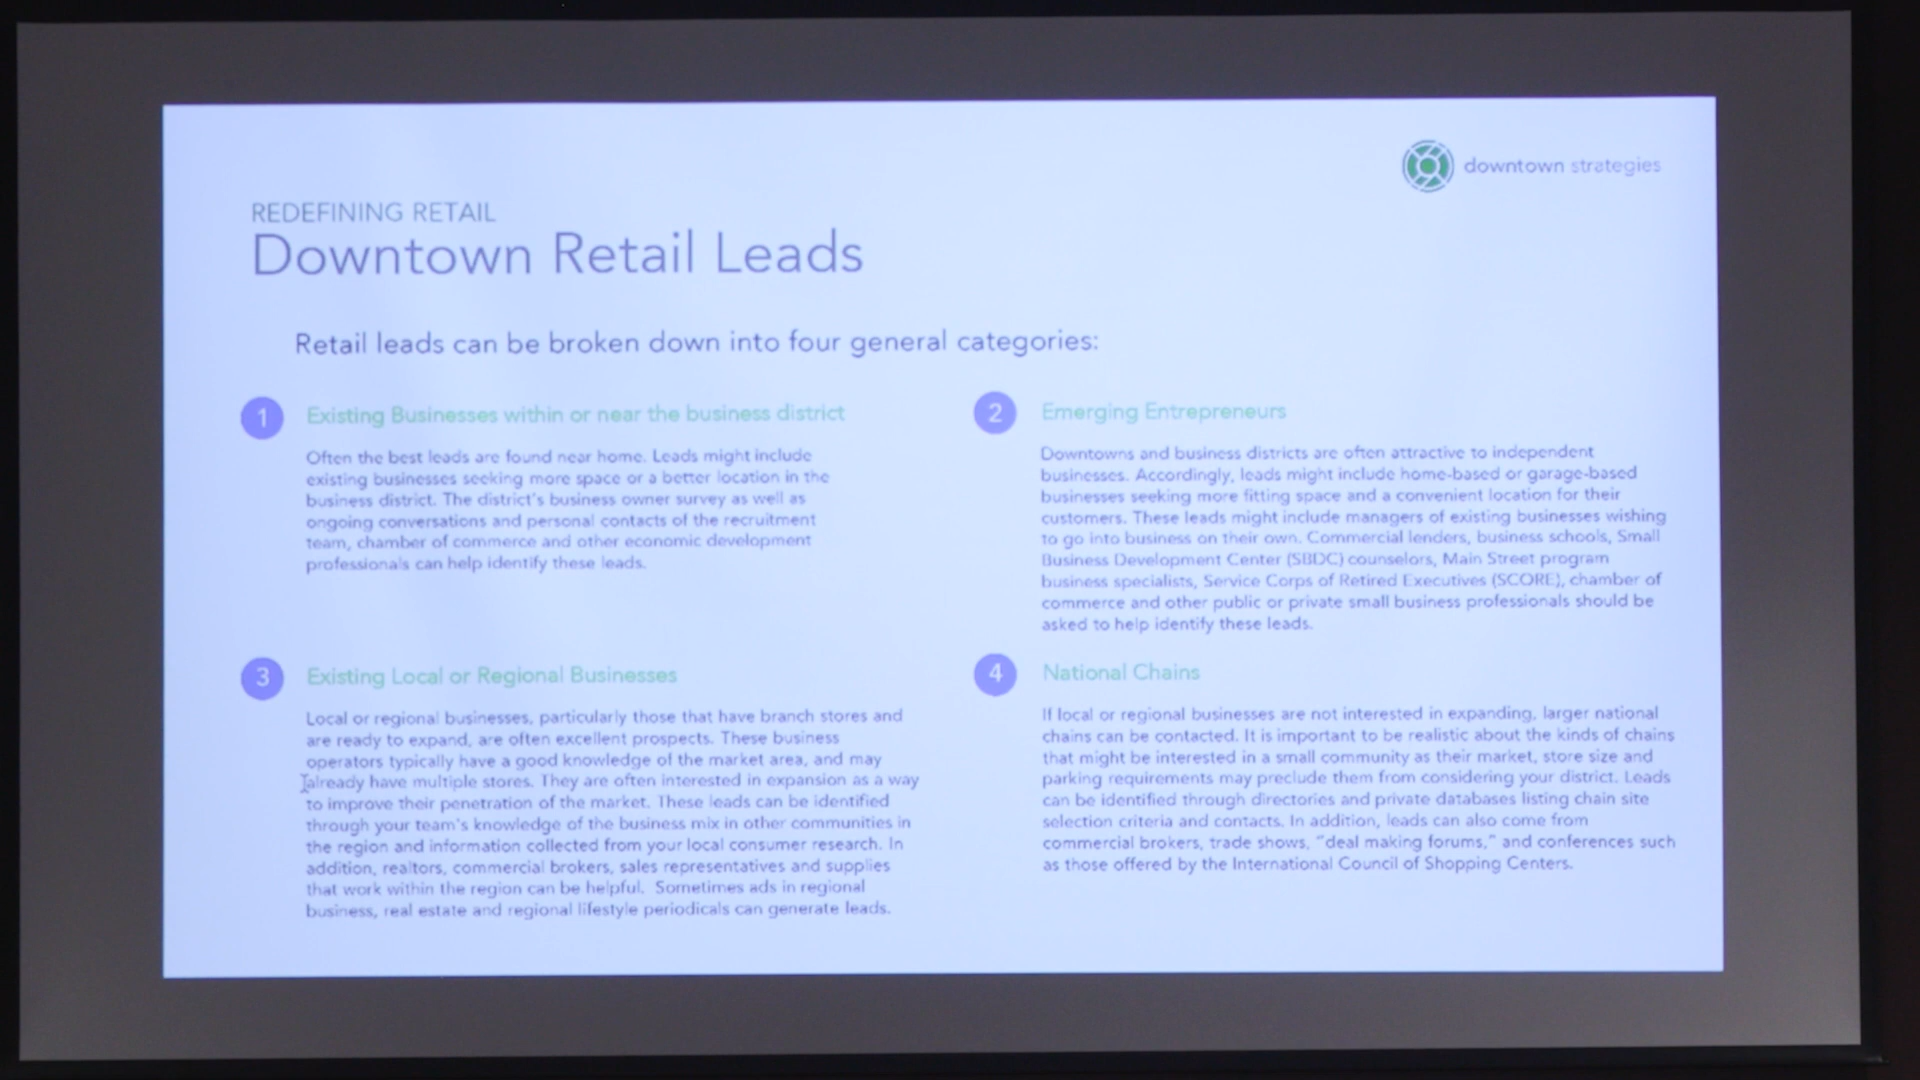 downtown strategies
REDEFINING RETAIL
Downtown Retail Leads
Retail leads can be broken down into four general categories:
1
Existing Businesses within or near the business district
Often the best leads are found near home. Leads might include
existing businesses seeking more space or a better location in the
business district. The district's business owner survey as well as
ongoing conversations and personal contacts of the recruitment
team, chamber of commerce and other economic development
professionals can help identify these leads.
2
Emerging Entrepreneurs
Downtowns and business districts are often attractive to independent
businesses. Accordingly, leads might include home-based or garage-based
businesses seeking more fitting space and a convenient location for their
customers. These leads might include managers of existing businesses wishing
to go into business on their own. Commercial lenders, business schools, Small
Business Development Center (SBDC) counselors, Main Street program
business specialists, Service Corps of Retired Executives (SCORE), chamber of
commerce and other public or private small business professionals should be
asked to help identify these leads.
3
Existing Local or Regional Businesses
Local or regional businesses, particularly those that have branch stores and
are ready to expand, are often excellent prospects. These business
operators typically have a good knowledge of the market area, and may
already have multiple stores. They are often interested in expansion as a way
to improve their penetration of the market. These leads can be identified
through your team's knowledge of the business mix in other communities in
the region and information collected from your local consumer research. In
addition, realtors, commercial brokers, sales representatives and supplies
that work within the region can be helpful. Sometimes ads in regional
business, real estate and regional lifestyle periodicals can generate leads.
4
National Chains
If local or regional businesses are not interested in expanding, larger national
chains can be contacted. It is important to be realistic about the kinds of chains
that might be interested in a small community as their market, store size and
parking requirements may preclude them from considering your district. Leads
can be identified through directories and private databases listing chain site
selection criteria and contacts. In addition, leads can also come from
commercial brokers, trade shows, "deal making forums," and conferences such
as those offered by the International Council of Shopping Centers.